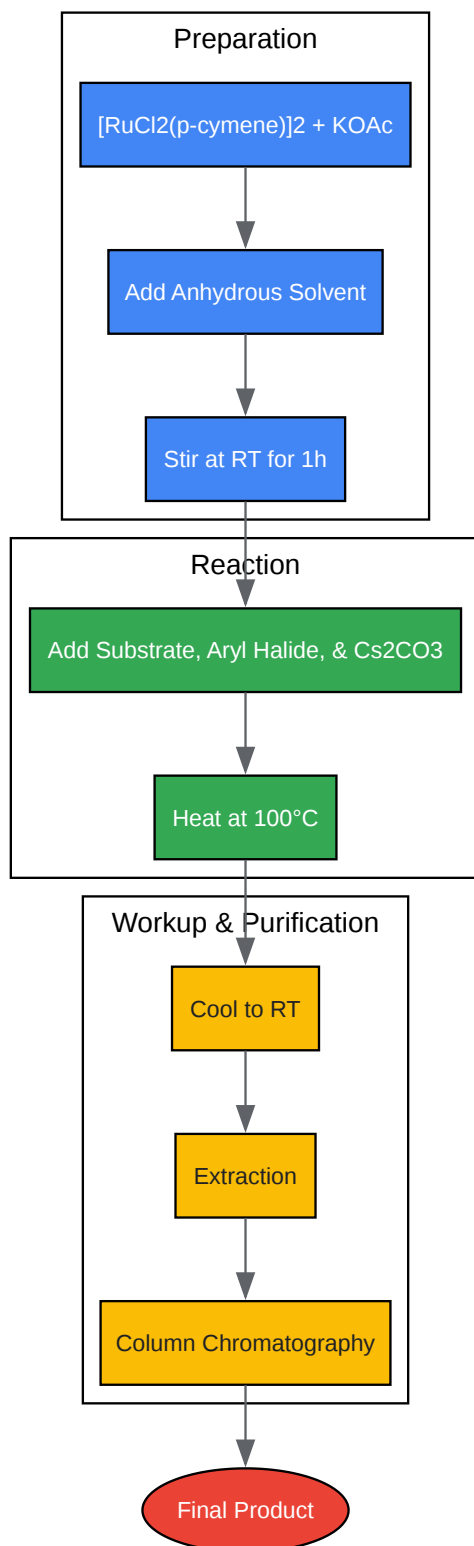 Preparation
[RuCl2(p-cymene)]2 + KOAc
Add Anhydrous Solvent
Stir at RT for 1h
Reaction
Add Substrate, Aryl Halide, & Cs2CO3
Heat at 100°C
Workup & Purification
Cool to RT
Extraction
Column Chromatography
Final Product